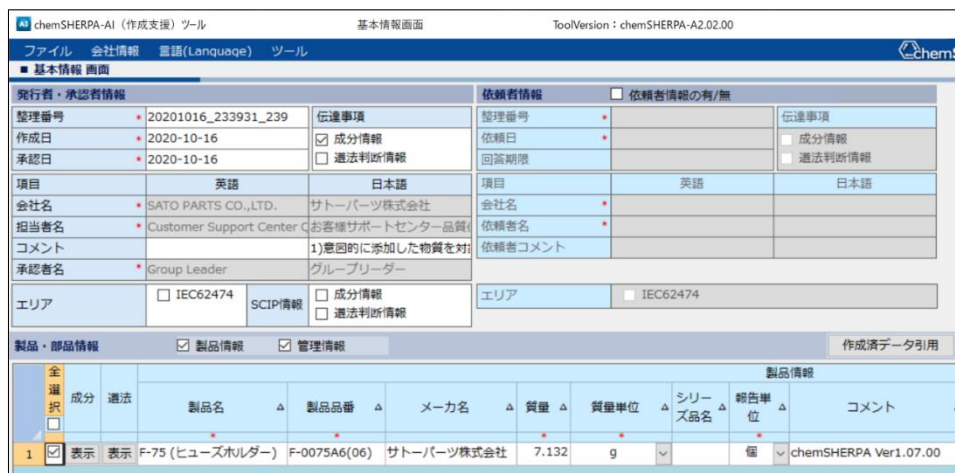 chemSHERPA-AI（作成支援）ツール 基本情報画面 ToolVersion：chemSHERPA-A2.02.00
ファイル 会社情報 言語(Language) ツール
■ 基本情報 画面
発行者・承認者情報 依頼者情報 依頼者情報の有/無
整理番号 * 20201016_233931_239 伝達事項 整理番号 * 伝達事項
作成日 * 2020-10-16 成分情報 依頼日 * 成分情報
承認日 * 2020-10-16 遵法判断情報 回答期限 遵法判断情報
項目 英語 日本語 項目 英語 日本語
会社名 * SATO PARTS CO.,LTD. サトーパーツ株式会社 会社名 *
担当者名 * Customer Support Center お客様サポートセンター品質 依頼者名 *
コメント 1)意図的に添加した物質を対 依頼者コメント
承認者名 * Group Leader グループリーダー
エリア IEC62474 SCIP情報 成分情報 エリア IEC62474
遵法判断情報
製品・部品情報 製品情報 管理情報 作成済データ引用
全選択 成分 遵法 製品情報
製品名 製品品番 メーカ名 質量 質量単位 シリーズ品名 報告単位 コメント
* * * * *
1 表示 表示 F-75 (ヒューズホルダー) F-0075A6(06) サトーパーツ株式会社 7.132 g 個 chemSHERPA Ver1.07.00